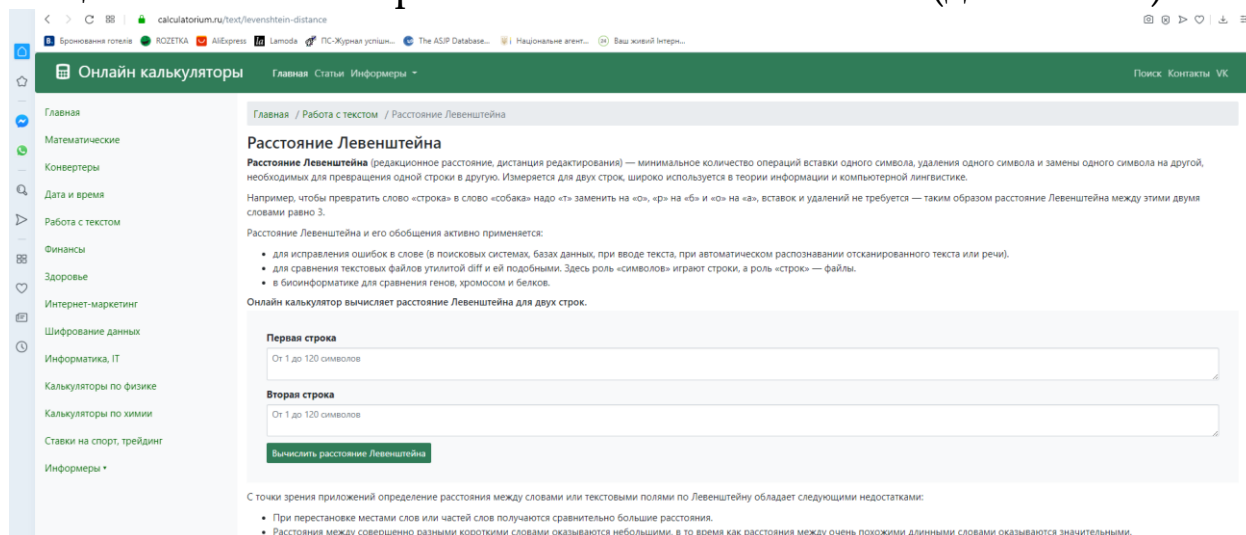 calculatorium.ru/text/levenshtein-distance
Бронювання готелів ROZETKA AliExpress Lamoda ПС-Журнал успішн... The ASIP Database... Національне агент... Ваш живий Інтерн...
Онлайн калькуляторы Главная Статьи Информеры Поиск Контакты VK
Главная
Математические
Конвертеры
Дата и время
Работа с текстом
Финансы
Здоровье
Интернет-маркетинг
Шифрование данных
Информатика, IT
Калькуляторы по физике
Калькуляторы по химии
Ставки на спорт, трейдинг
Информеры
Главная / Работа с текстом / Расстояние Левенштейна
Расстояние Левенштейна
Расстояние Левенштейна (редакционное расстояние, дистанция редактирования) — минимальное количество операций вставки одного символа, удаления одного символа и замены одного символа на другой,
необходимых для превращения одной строки в другую. Измеряется для двух строк, широко используется в теории информации и компьютерной лингвистике.
Например, чтобы превратить слово «строка» в слово «собака» надо «т» заменить на «о», «р» на «б» и «о» на «а», вставок и удалений не требуется — таким образом расстояние Левенштейна между этими двумя
словами равно 3.
Расстояние Левенштейна и его обобщения активно применяется:
• для исправления ошибок в слове (в поисковых системах, базах данных, при вводе текста, при автоматическом распознавании отсканированного текста или речи).
• для сравнения текстовых файлов утилитой diff и ей подобными. Здесь роль «символов» играют строки, а роль «строк» — файлы.
• в биоинформатике для сравнения генов, хромосом и белков.
Онлайн калькулятор вычисляет расстояние Левенштейна для двух строк.
Первая строка
От 1 до 120 символов
Вторая строка
От 1 до 120 символов
Вычислить расстояние Левенштейна
С точки зрения приложений определение расстояния между словами или текстовыми полями по Левенштейну обладает следующими недостатками:
• При перестановке местами слов или частей слов получаются сравнительно большие расстояния.
• Расстояния между совершенно разными короткими словами оказываются небольшими, в то время как расстояния между очень похожими длинными словами оказываются значительными.